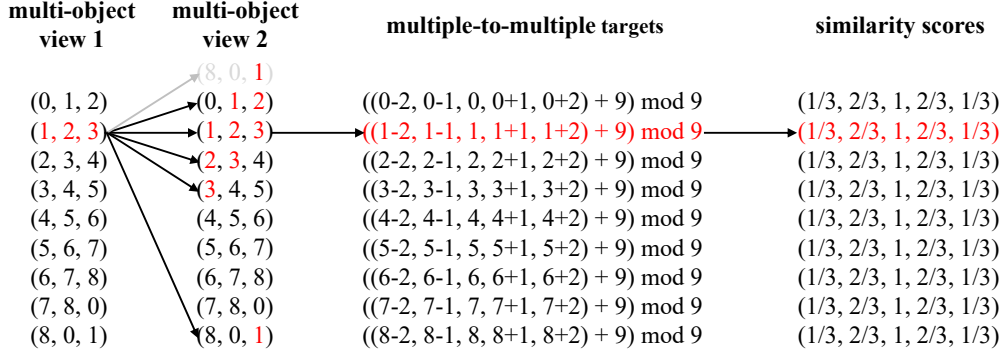 multi-object view 1 multi-object view 2 multiple-to-multiple targets similarity scores
(8, 0, 1)
(0, 1, 2) (0, 1, 2) ((0-2, 0-1, 0, 0+1, 0+2) + 9) mod 9 (1/3, 2/3, 1, 2/3, 1/3)
(1, 2, 3) (1, 2, 3) ((1-2, 1-1, 1, 1+1, 1+2) + 9) mod 9 (1/3, 2/3, 1, 2/3, 1/3)
(2, 3, 4) (2, 3, 4) ((2-2, 2-1, 2, 2+1, 2+2) + 9) mod 9 (1/3, 2/3, 1, 2/3, 1/3)
(3, 4, 5) (3, 4, 5) ((3-2, 3-1, 3, 3+1, 3+2) + 9) mod 9 (1/3, 2/3, 1, 2/3, 1/3)
(4, 5, 6) (4, 5, 6) ((4-2, 4-1, 4, 4+1, 4+2) + 9) mod 9 (1/3, 2/3, 1, 2/3, 1/3)
(5, 6, 7) (5, 6, 7) ((5-2, 5-1, 5, 5+1, 5+2) + 9) mod 9 (1/3, 2/3, 1, 2/3, 1/3)
(6, 7, 8) (6, 7, 8) ((6-2, 6-1, 6, 6+1, 6+2) + 9) mod 9 (1/3, 2/3, 1, 2/3, 1/3)
(7, 8, 0) (7, 8, 0) ((7-2, 7-1, 7, 7+1, 7+2) + 9) mod 9 (1/3, 2/3, 1, 2/3, 1/3)
(8, 0, 1) (8, 0, 1) ((8-2, 8-1, 8, 8+1, 8+2) + 9) mod 9 (1/3, 2/3, 1, 2/3, 1/3)